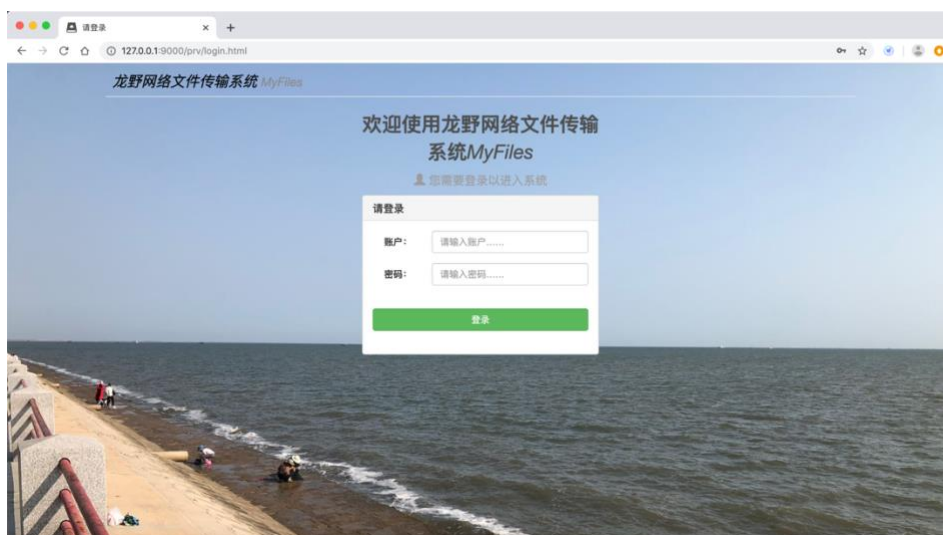 请登录
127.0.0.1:9000/prv/login.html
龙野网络文件传输系统 MyFiles
欢迎使用龙野网络文件传输
系统MyFiles
您需要登录以进入系统
请登录
账户： 请输入账户……
密码： 请输入密码……
登录